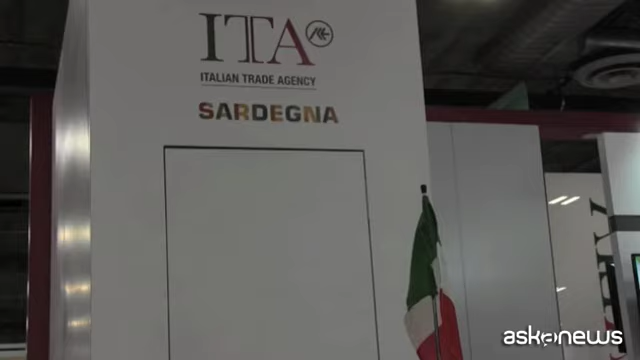 ITA
ITALIAN TRADE AGENCY
SARDEGNA
askanews